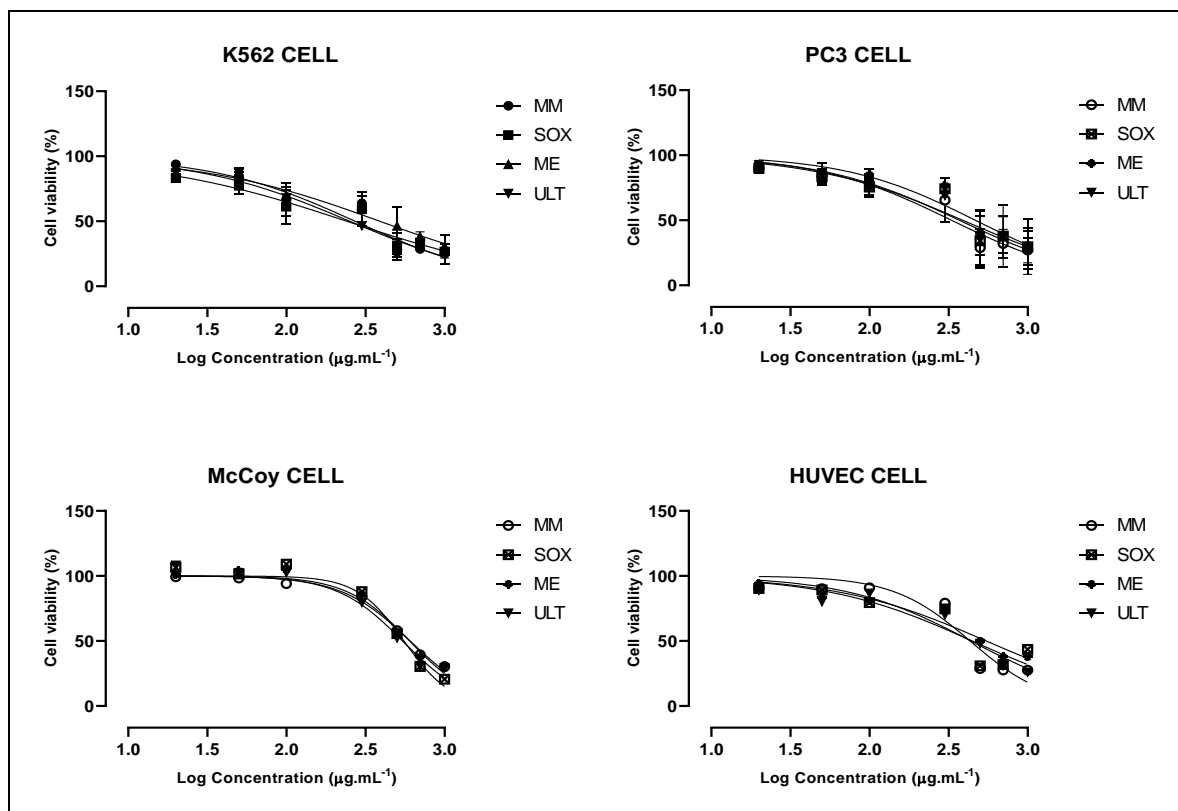 K562 CELL
150
100
50
0
Cell viability (%)
1.0 1.5 2.0 2.5 3.0
Log Concentration (µg.mL⁻¹)
MM
SOX
ME
ULT
PC3 CELL
150
100
50
0
Cell viability (%)
1.0 1.5 2.0 2.5 3.0
Log Concentration (µg.mL⁻¹)
MM
SOX
ME
ULT
McCoy CELL
150
100
50
0
Cell viability (%)
1.0 1.5 2.0 2.5 3.0
Log Concentration (µg.mL⁻¹)
MM
SOX
ME
ULT
HUVEC CELL
150
100
50
0
Cell viability (%)
1.0 1.5 2.0 2.5 3.0
Log Concentration (µg.mL⁻¹)
MM
SOX
ME
ULT